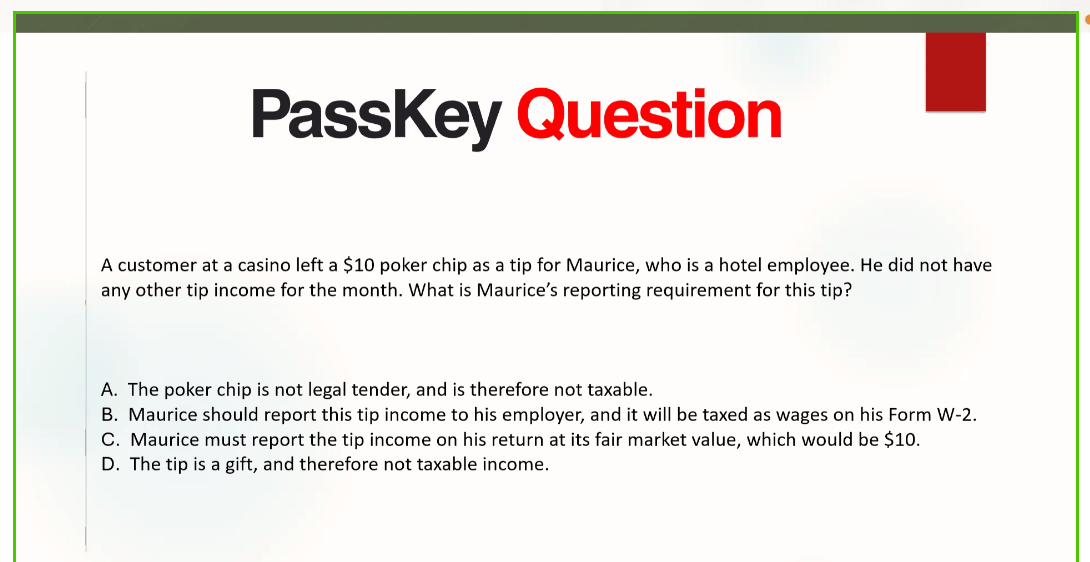 PassKey Question
A customer at a casino left a $10 poker chip as a tip for Maurice, who is a hotel employee. He did not have
any other tip income for the month. What is Maurice’s reporting requirement for this tip?
A. The poker chip is not legal tender, and is therefore not taxable.
B. Maurice should report this tip income to his employer, and it will be taxed as wages on his Form W-2.
C. Maurice must report the tip income on his return at its fair market value, which would be $10.
D. The tip is a gift, and therefore not taxable income.